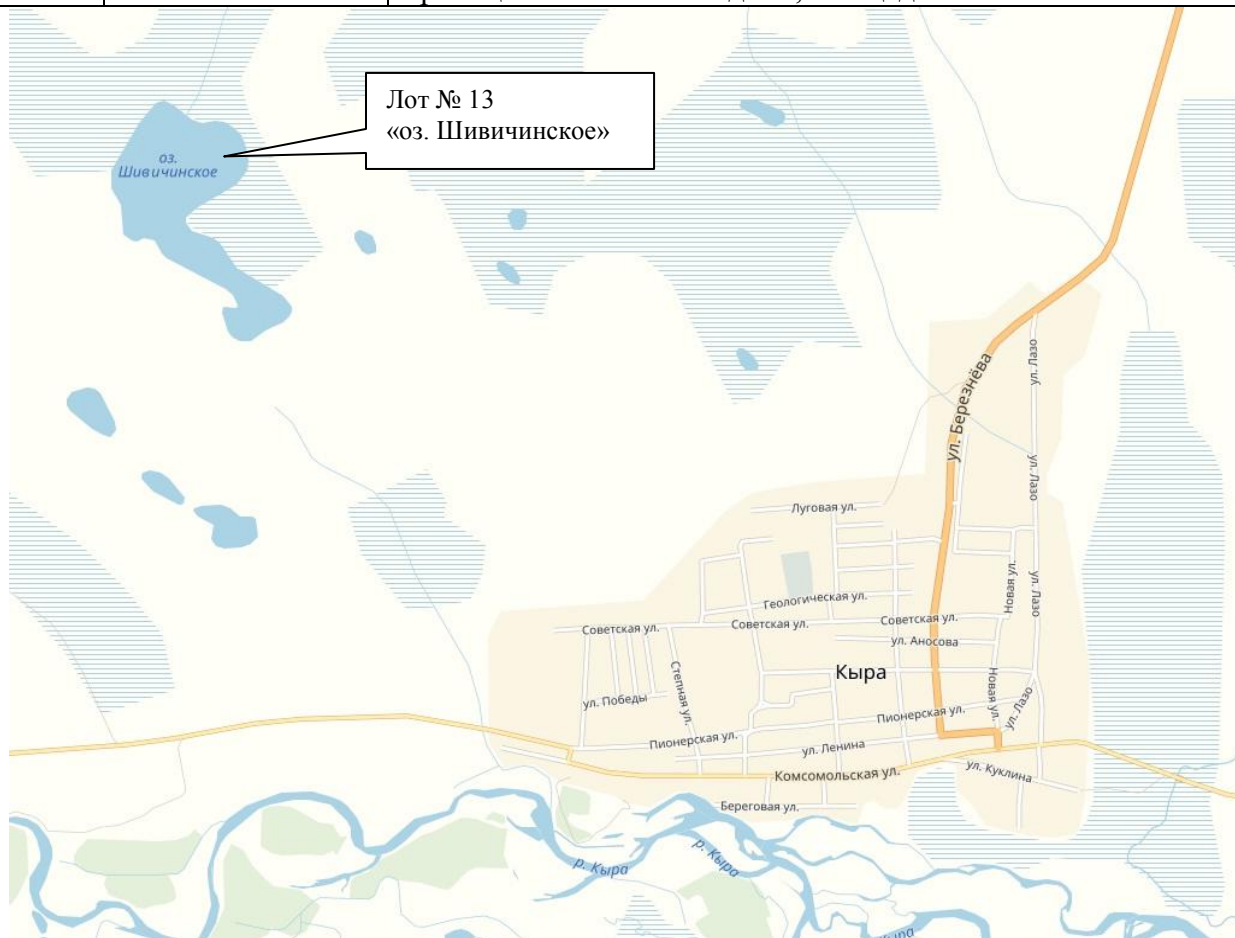 Лот № 13
«оз. Шивичинское»
оз.
Шивичинское
ул. Березнёва
ул. Лазо
ул. Лазо
Луговая ул.
Новая ул.
ул. Лазо
Геологическая ул.
Советская ул.
Советская ул.
Советская ул.
ул. Аносова
Кыра
Степная ул.
Новая ул.
ул. Лазо
ул. Победы
Пионерская ул.
Пионерская ул.
ул. Ленина
Комсомольская ул.
ул. Куклина
Береговая ул.
р. Кыра
р. Кыра